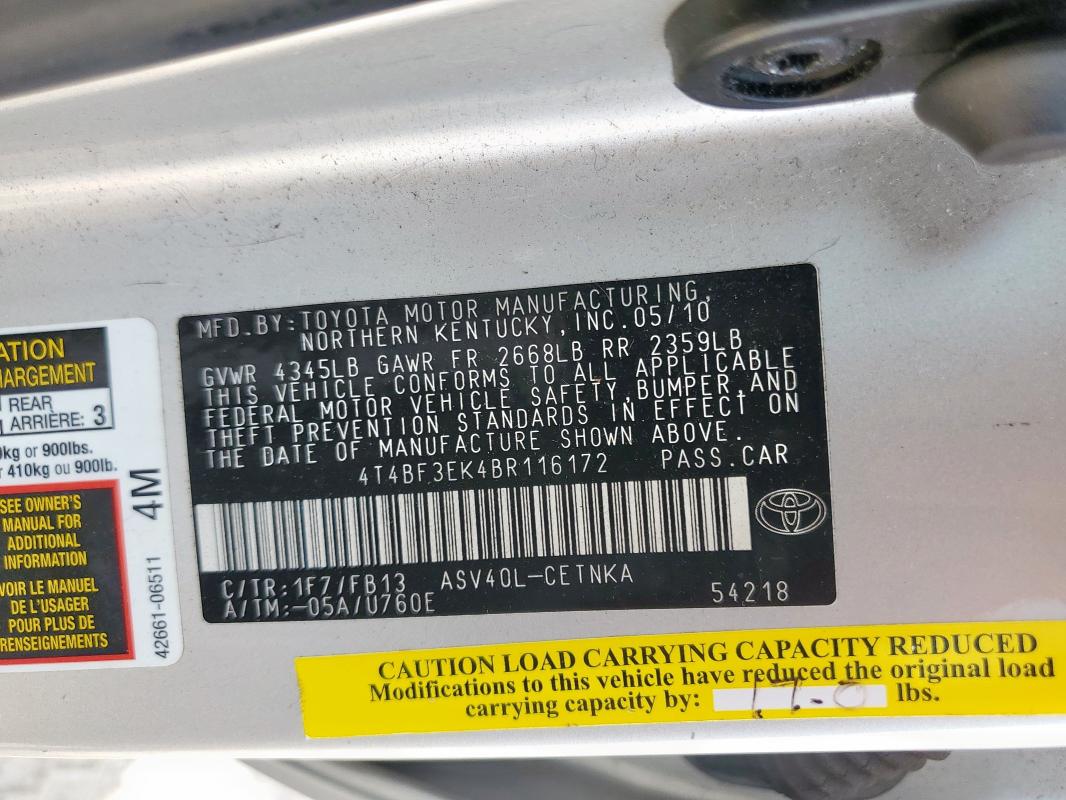 MFD. BY: TOYOTA MOTOR MANUFACTURING,
NORTHERN KENTUCKY, INC. 05/10
GVWR 4345LB GAWR FR 2668LB RR 2359LB
THIS VEHICLE CONFORMS TO ALL APPLICABLE
FEDERAL MOTOR VEHICLE SAFETY, BUMPER, AND
THEFT PREVENTION STANDARDS IN EFFECT ON
THE DATE OF MANUFACTURE SHOWN ABOVE.
4T4BF3EK4BR116172 PASS. CAR
C/TR: 1F7/FB13 ASV40L-CETNKA
A/TM: -05A/U760E 54218
REAR
ARRIÈRE: 3
kg or 900lbs.
410kg ou 900lb.
SEE OWNER'S
MANUAL FOR
ADDITIONAL
INFORMATION
VOIR LE MANUEL
DE L'USAGER
POUR PLUS DE
RENSEIGNEMENTS
4M
42661-06511
CAUTION LOAD CARRYING CAPACITY REDUCED
Modifications to this vehicle have reduced the original load
carrying capacity by: 17.0 lbs.